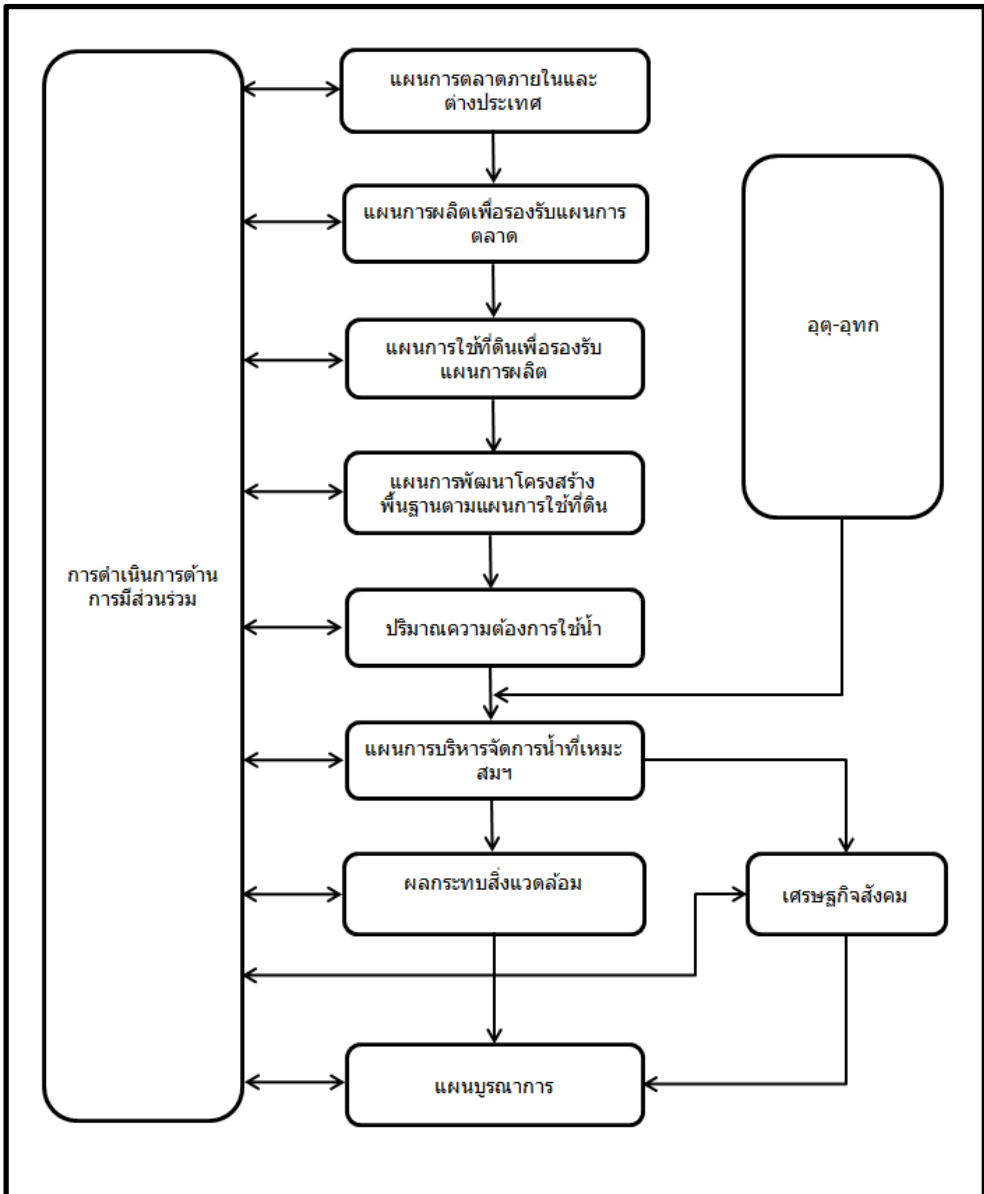 แผนการตลาดภายในและ
ต่างประเทศ
แผนการผลิตเพื่อรองรับแผนการ
ตลาด
อุตุ-อุทก
แผนการใช้ที่ดินเพื่อรองรับ
แผนการผลิต
แผนการพัฒนาโครงสร้าง
พื้นฐานตามแผนการใช้ที่ดิน
การดำเนินการด้าน
การมีส่วนร่วม
ปริมาณความต้องการใช้น้ำ
แผนการบริหารจัดการน้ำที่เหมะ
สมฯ
ผลกระทบสิ่งแวดล้อม
เศรษฐกิจสังคม
แผนบูรณาการ